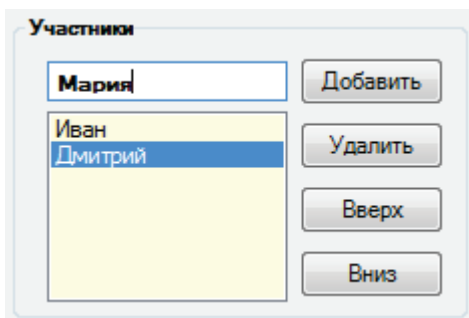 Участники
Мария
Добавить
Иван
Дмитрий
Удалить
Вверх
Вниз